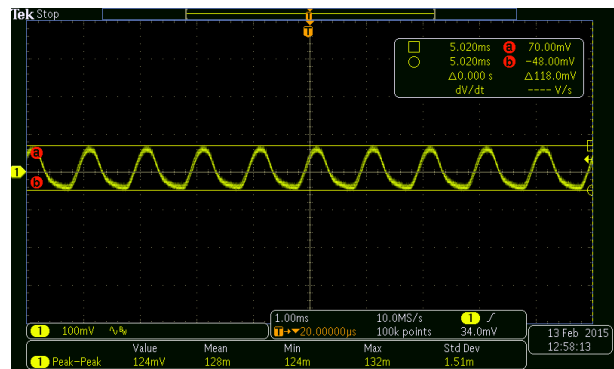 Tek Stop
T
T
5.020ms a 70.00mV
5.020ms b −48.00mV
Δ0.000 s Δ118.0mV
dV/dt −−−− V/s
a
1
b
1 100mV
1.00ms 10.0MS/s 1
T→▼20.00000μs 100k points 34.0mV
Value Mean Min Max Std Dev
1 Peak−Peak 124mV 128m 124m 132m 1.51m
13 Feb 2015
12:58:13